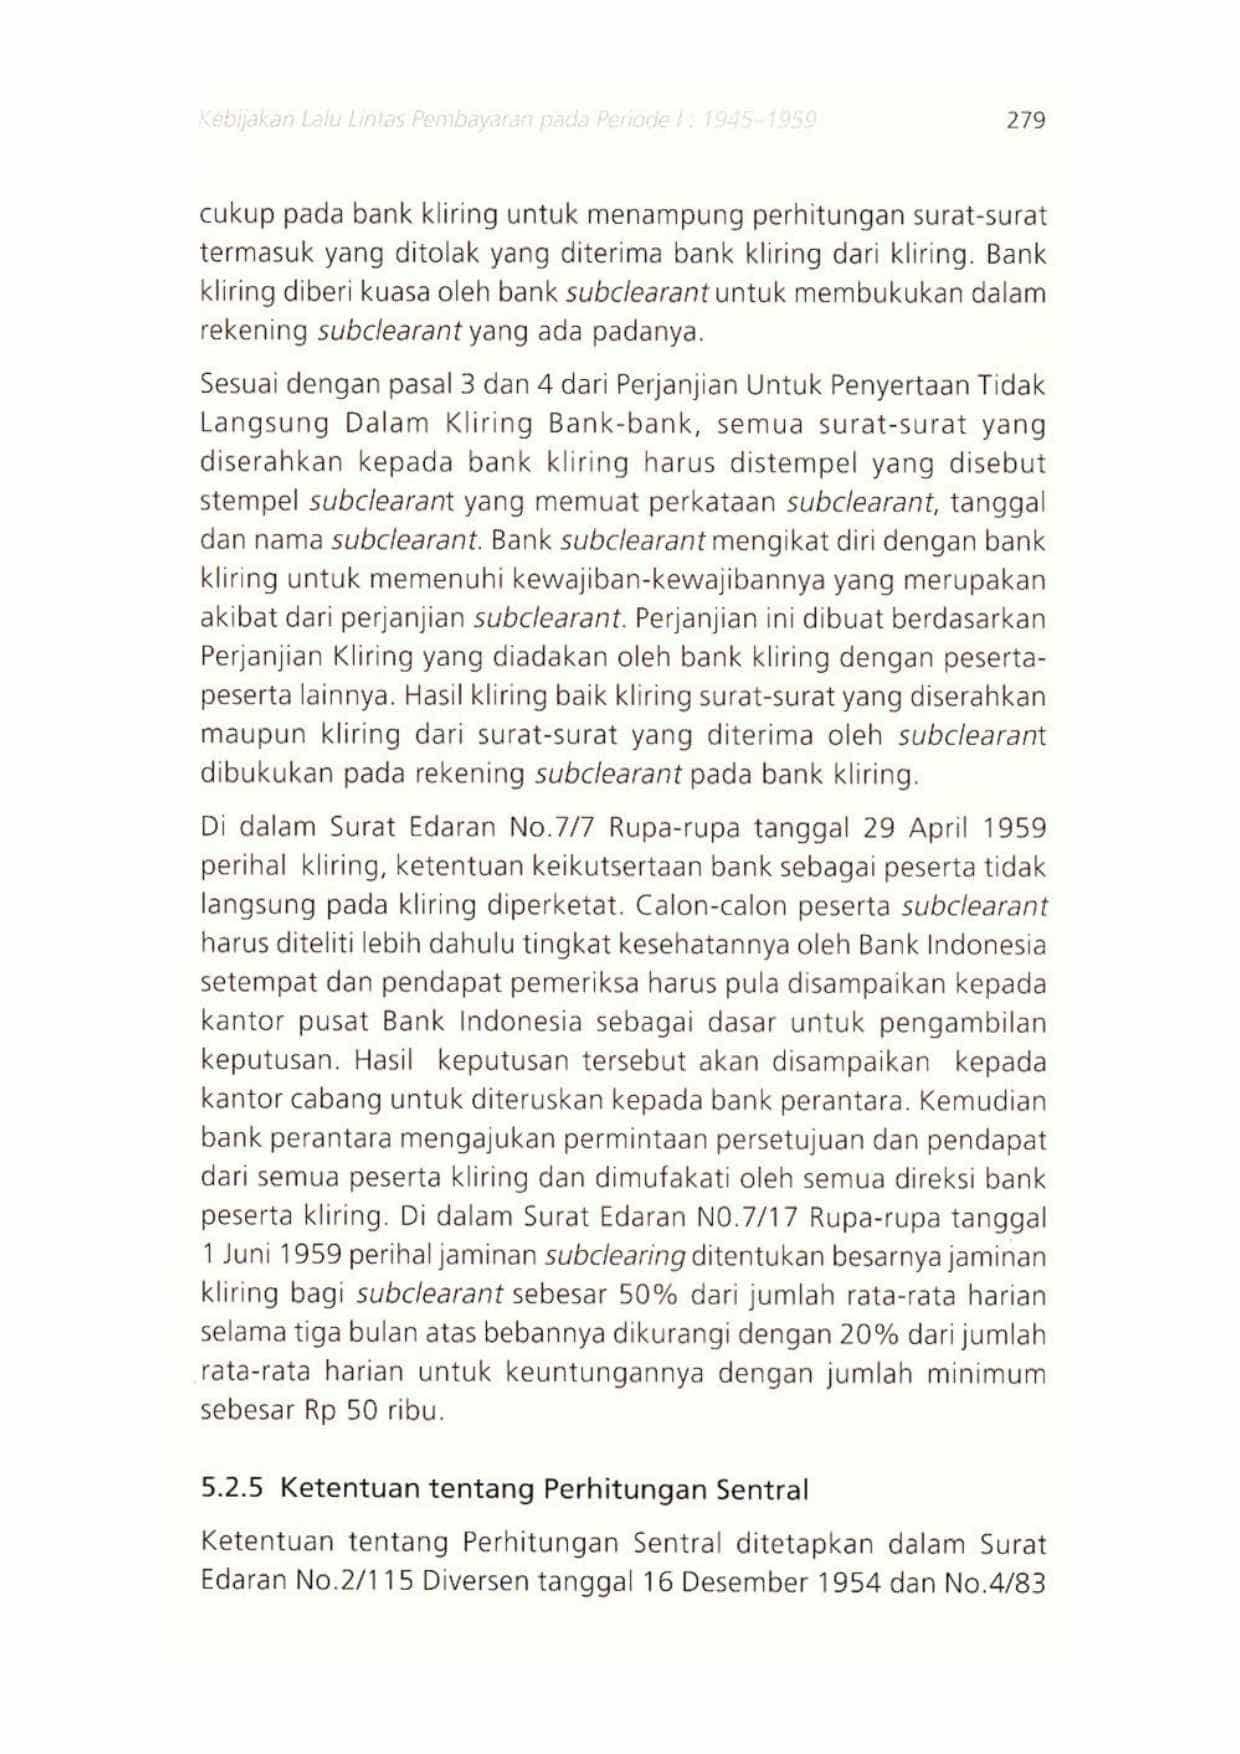 Kebijakan Lalu Lintas Pembayaran pada Periode I : 1945–1959 279
cukup pada bank kliring untuk menampung perhitungan surat-surat
termasuk yang ditolak yang diterima bank kliring dari kliring. Bank
kliring diberi kuasa oleh bank subclearant untuk membukukan dalam
rekening subclearant yang ada padanya.
Sesuai dengan pasal 3 dan 4 dari Perjanjian Untuk Penyertaan Tidak
Langsung Dalam Kliring Bank-bank, semua surat-surat yang
diserahkan kepada bank kliring harus distempel yang disebut
stempel subclearant yang memuat perkataan subclearant, tanggal
dan nama subclearant. Bank subclearant mengikat diri dengan bank
kliring untuk memenuhi kewajiban-kewajibannya yang merupakan
akibat dari perjanjian subclearant. Perjanjian ini dibuat berdasarkan
Perjanjian Kliring yang diadakan oleh bank kliring dengan peserta-
peserta lainnya. Hasil kliring baik kliring surat-surat yang diserahkan
maupun kliring dari surat-surat yang diterima oleh subclearant
dibukukan pada rekening subclearant pada bank kliring.
Di dalam Surat Edaran No.7/7 Rupa-rupa tanggal 29 April 1959
perihal kliring, ketentuan keikutsertaan bank sebagai peserta tidak
langsung pada kliring diperketat. Calon-calon peserta subclearant
harus diteliti lebih dahulu tingkat kesehatannya oleh Bank Indonesia
setempat dan pendapat pemeriksa harus pula disampaikan kepada
kantor pusat Bank Indonesia sebagai dasar untuk pengambilan
keputusan. Hasil keputusan tersebut akan disampaikan kepada
kantor cabang untuk diteruskan kepada bank perantara. Kemudian
bank perantara mengajukan permintaan persetujuan dan pendapat
dari semua peserta kliring dan dimufakati oleh semua direksi bank
peserta kliring. Di dalam Surat Edaran NO.7/17 Rupa-rupa tanggal
1 Juni 1959 perihal jaminan subclearing ditentukan besarnya jaminan
kliring bagi subclearant sebesar 50% dari jumlah rata-rata harian
selama tiga bulan atas bebannya dikurangi dengan 20% dari jumlah
rata-rata harian untuk keuntungannya dengan jumlah minimum
sebesar Rp 50 ribu.
5.2.5 Ketentuan tentang Perhitungan Sentral
Ketentuan tentang Perhitungan Sentral ditetapkan dalam Surat
Edaran No.2/115 Diversen tanggal 16 Desember 1954 dan No.4/83